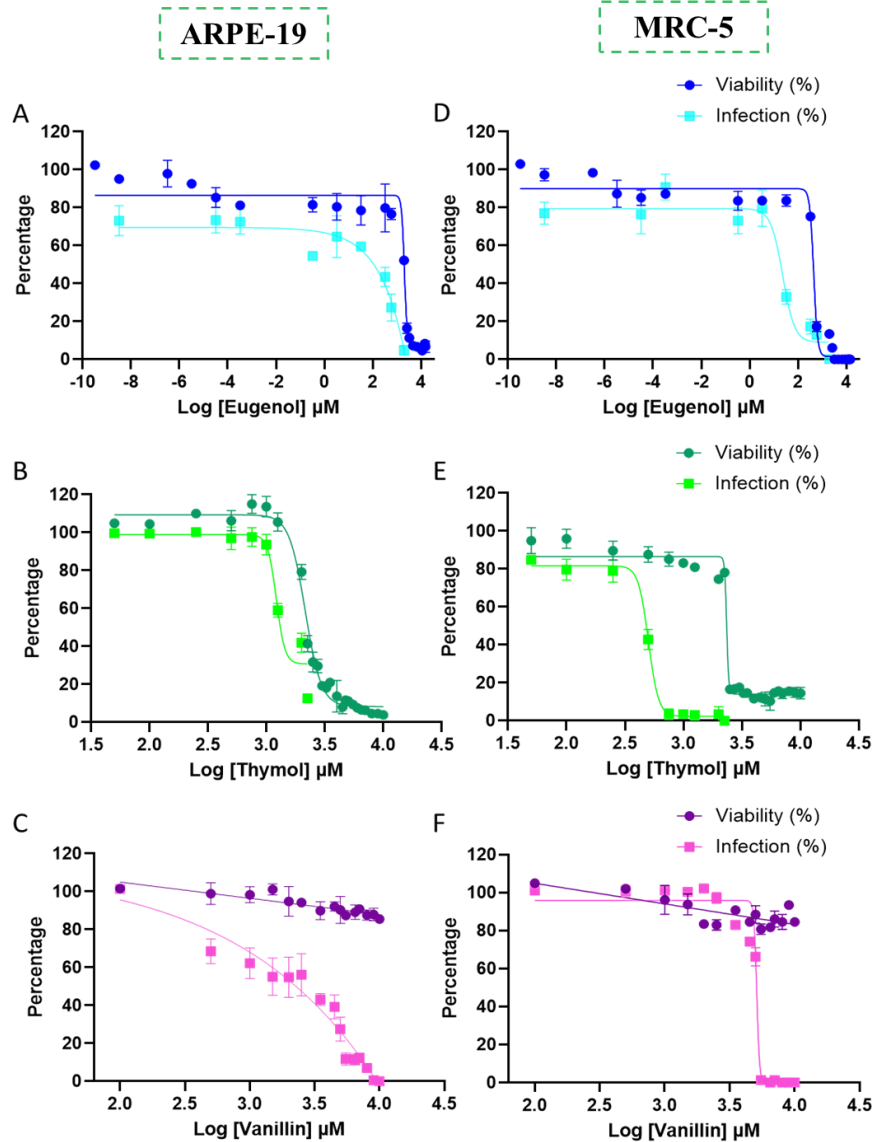 ARPE-19
MRC-5
Viability (%)
Infection (%)
A
120
100
80
60
40
20
0
Percentage
-10 -8 -6 -4 -2 0 2 4
Log [Eugenol] µM
D
120
100
80
60
40
20
0
Percentage
-10 -8 -6 -4 -2 0 2 4
Log [Eugenol] µM
Viability (%)
Infection (%)
B
120
100
80
60
40
20
0
Percentage
1.5 2.0 2.5 3.0 3.5 4.0 4.5
Log [Thymol] µM
E
120
100
80
60
40
20
0
Percentage
1.5 2.0 2.5 3.0 3.5 4.0 4.5
Log [Thymol] µM
Viability (%)
Infection (%)
C
120
100
80
60
40
20
0
Percentage
2.0 2.5 3.0 3.5 4.0 4.5
Log [Vanillin] µM
F
120
100
80
60
40
20
0
Percentage
2.0 2.5 3.0 3.5 4.0 4.5
Log [Vanillin] µM